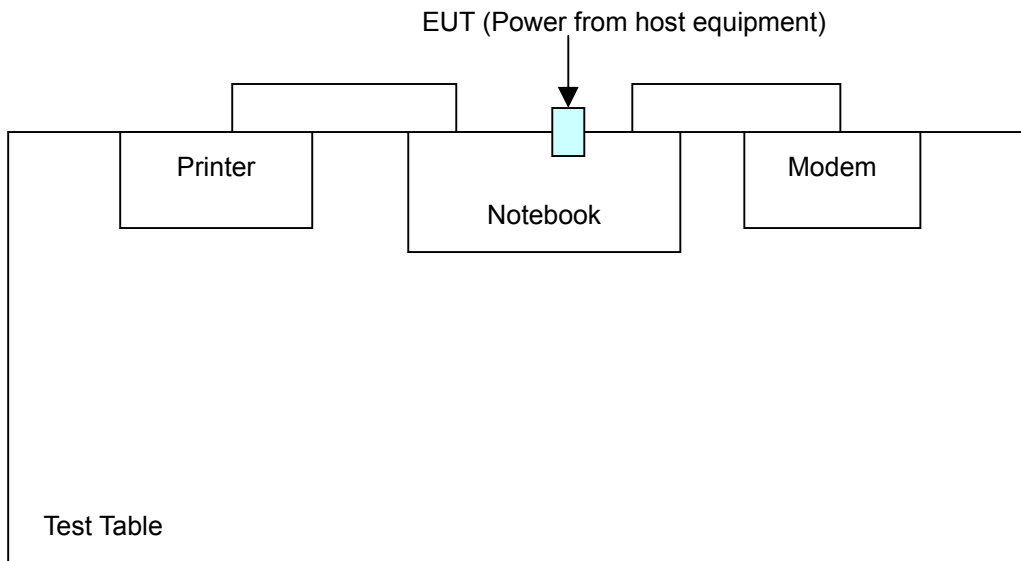 EUT (Power from host equipment)
Printer
Modem
Notebook
Test Table